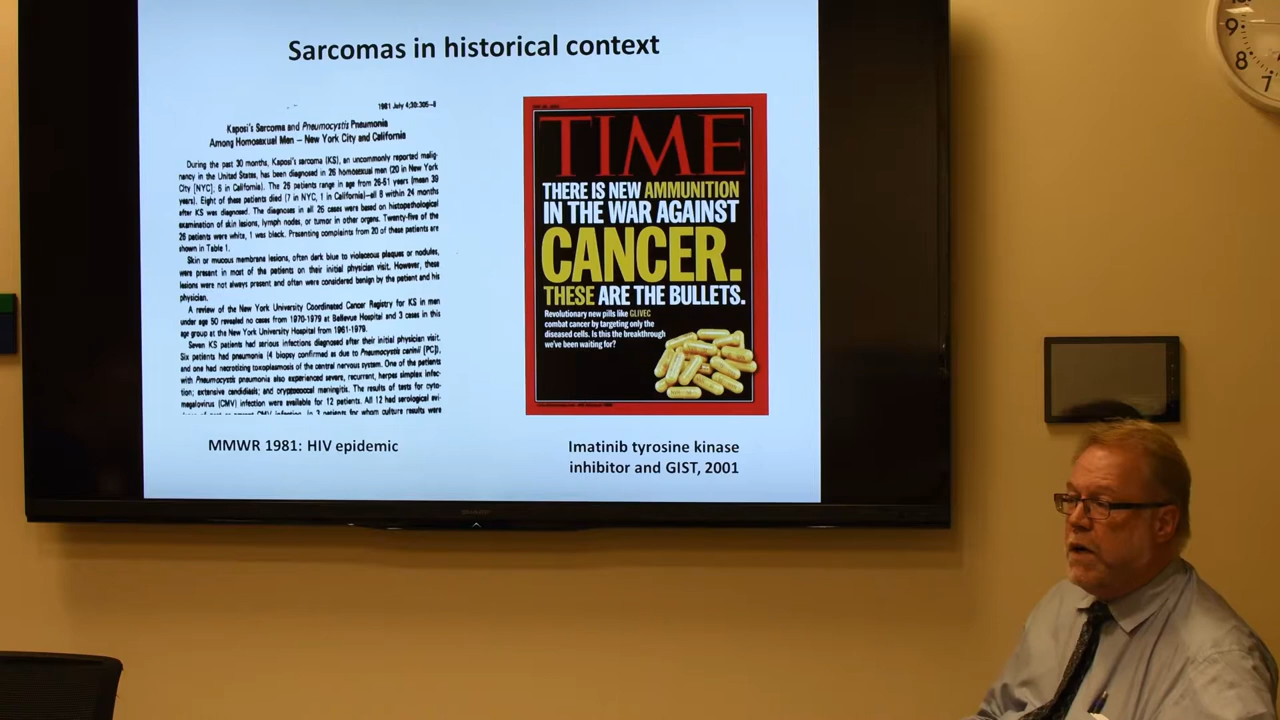 Sarcomas in historical context
1981 July 4;30:305-8
Kaposi's Sarcoma and Pneumocystis Pneumonia
Among Homosexual Men – New York City and California
During the past 30 months, Kaposi's sarcoma (KS), an uncommonly reported malig-
nancy in the United States, has been diagnosed in 26 homosexual men (20 in New York
City [NYC], 6 in California). The 26 patients range in age from 26-51 years (mean 39
years). Eight of these patients died (7 in NYC, 1 in California)—all 8 within 24 months
after KS was diagnosed. The diagnoses in all 26 cases were based on histopathological
examination of skin lesions, lymph nodes, or tumor in other organs. Twenty-five of the
26 patients were white, 1 was black. Presenting complaints from 20 of these patients are
shown in Table 1.
Skin or mucous membrane lesions, often dark blue to violaceous plaques or nodules,
were present in most of the patients on their initial physician visit. However, these
lesions were not always present and often were considered benign by the patient and his
physician.
A review of the New York University Coordinated Cancer Registry for KS in men
under age 50 revealed no cases from 1970-1979 at Bellevue Hospital and 3 cases in this
age group at the New York University Hospital from 1961-1979.
Seven KS patients had serious infections diagnosed after their initial physician visit.
Six patients had pneumonia (4 biopsy confirmed as due to Pneumocystis carinii [PC]),
and one had necrotizing toxoplasmosis of the central nervous system. One of the patients
with Pneumocystis pneumonia also experienced severe, recurrent, herpes simplex infec-
tion; extensive candidiasis; and cryptococcal meningitis. The results of tests for cyto-
megalovirus (CMV) infection were available for 12 patients. All 12 had serological evi-
CMV infection. In 3 patients for whom culture results were
MMWR 1981: HIV epidemic
TIME
THERE IS NEW AMMUNITION
IN THE WAR AGAINST
CANCER.
THESE ARE THE BULLETS.
Revolutionary new pills like GLIVEC
combat cancer by targeting only the
diseased cells. Is this the breakthrough
we've been waiting for?
Imatinib tyrosine kinase
inhibitor and GIST, 2001
9
8
7